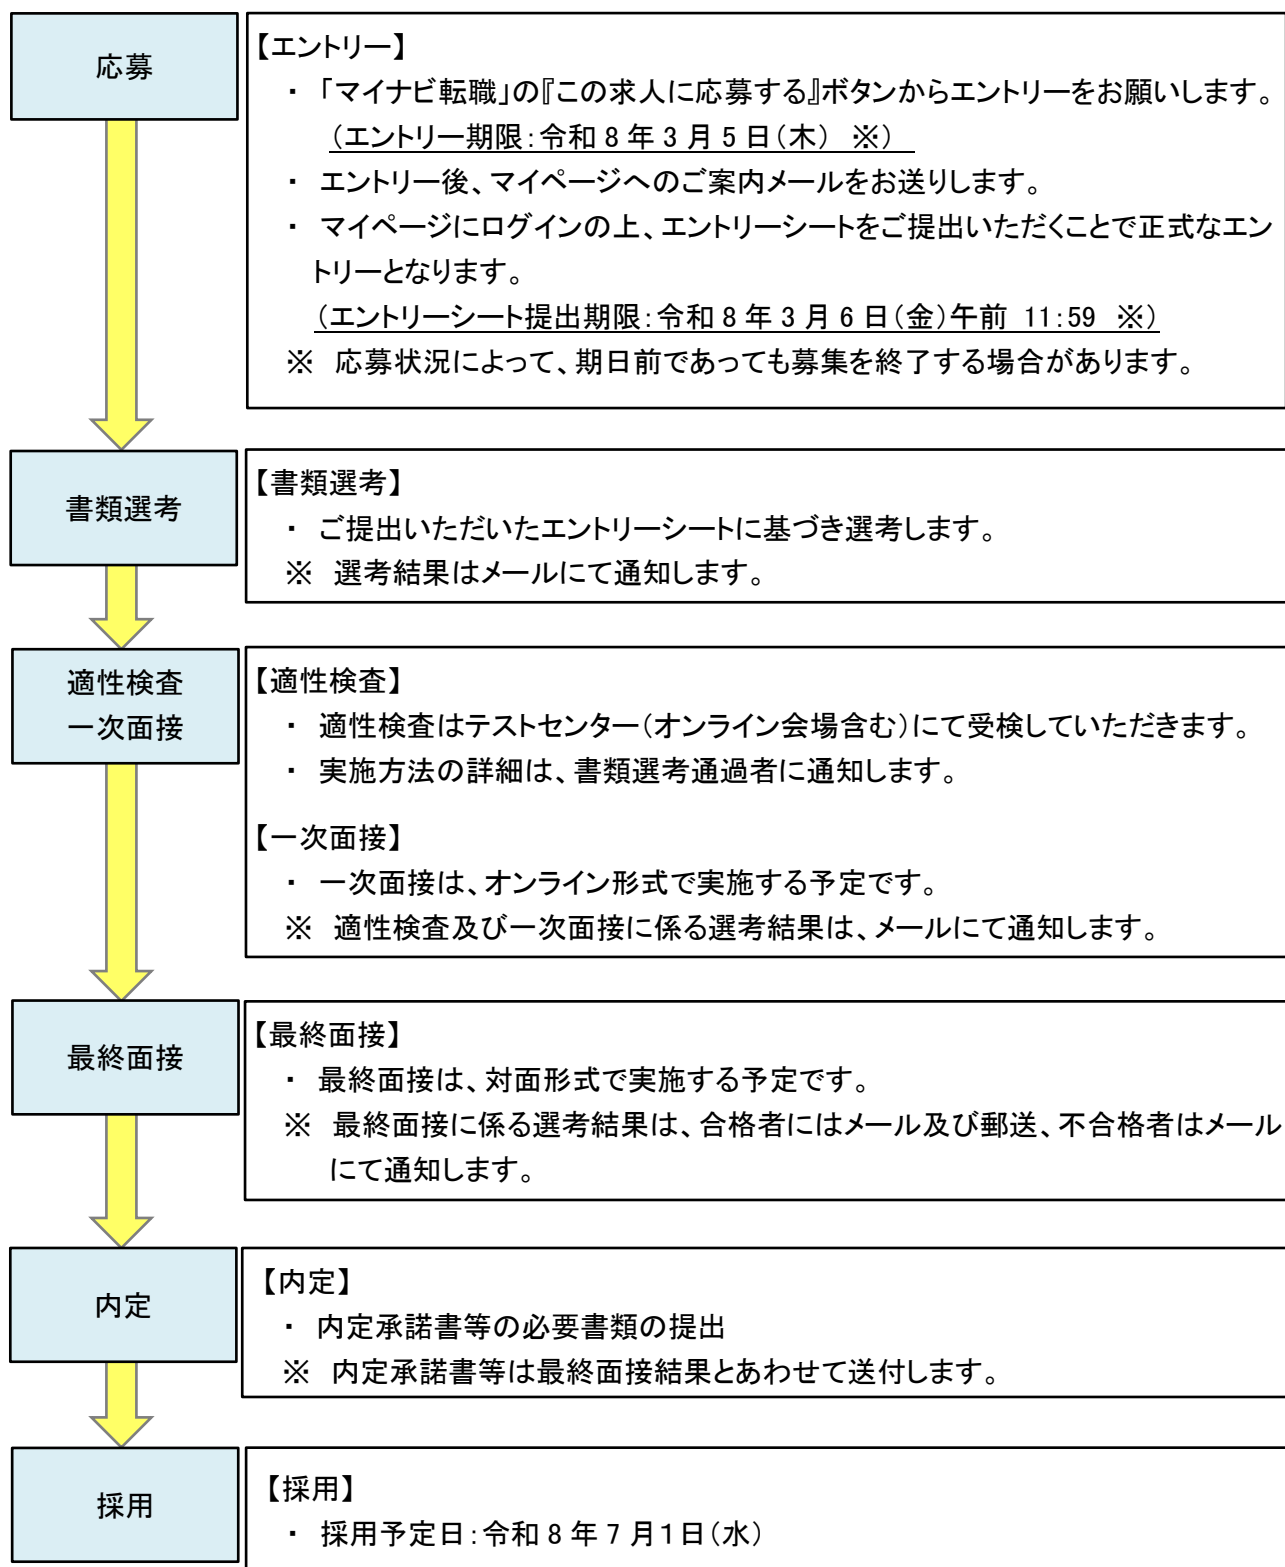 応募
【エントリー】
・ 「マイナビ転職」の『この求人に応募する』ボタンからエントリーをお願いします。
（エントリー期限：令和 8 年 3 月 5 日（木） ※）
・ エントリー後、マイページへのご案内メールをお送りします。
・ マイページにログインの上、エントリーシートをご提出いただくことで正式なエン
トリーとなります。
（エントリーシート提出期限：令和 8 年 3 月 6 日（金）午前 11：59 ※）
※ 応募状況によって、期日前であっても募集を終了する場合があります。
書類選考
【書類選考】
・ ご提出いただいたエントリーシートに基づき選考します。
※ 選考結果はメールにて通知します。
適性検査
一次面接
【適性検査】
・ 適性検査はテストセンター（オンライン会場含む）にて受検していただきます。
・ 実施方法の詳細は、書類選考通過者に通知します。
【一次面接】
・ 一次面接は、オンライン形式で実施する予定です。
※ 適性検査及び一次面接に係る選考結果は、メールにて通知します。
最終面接
【最終面接】
・ 最終面接は、対面形式で実施する予定です。
※ 最終面接に係る選考結果は、合格者にはメール及び郵送、不合格者はメール
にて通知します。
内定
【内定】
・ 内定承諾書等の必要書類の提出
※ 内定承諾書等は最終面接結果とあわせて送付します。
採用
【採用】
・ 採用予定日：令和 8 年 7 月１日（水）